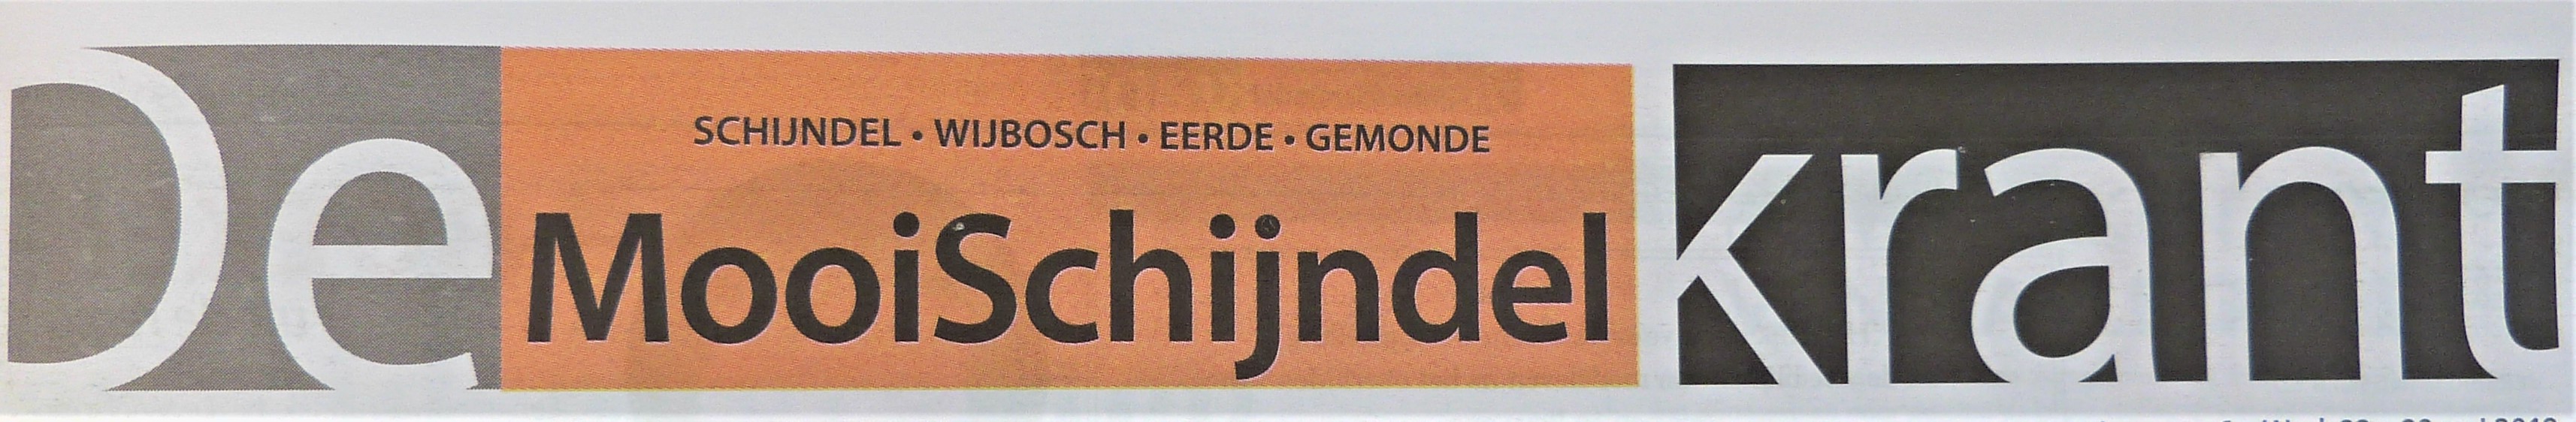 De
SCHIJNDEL • WIJBOSCH • EERDE • GEMONDE
MooiSchijndel
krant